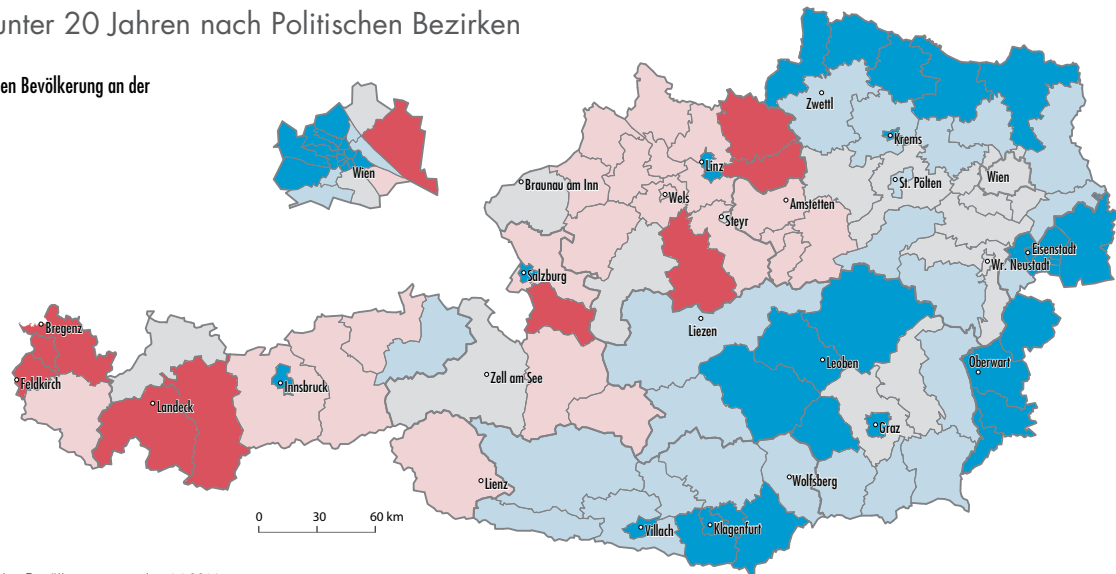 unter 20 Jahren nach Politischen Bezirken
en Bevölkerung an der
Zwettl
Krems
Wien
Linz
St. Pölten
Wien
Braunau am Inn
Wels
Amstetten
Steyr
Eisenstadt
Wr. Neustadt
Salzburg
Bregenz
Liezen
Leoben
Oberwart
Feldkirch
Innsbruck
Zell am See
Landeck
Graz
Lienz
Wolfsberg
0 30 60 km
Villach
Klagenfurt